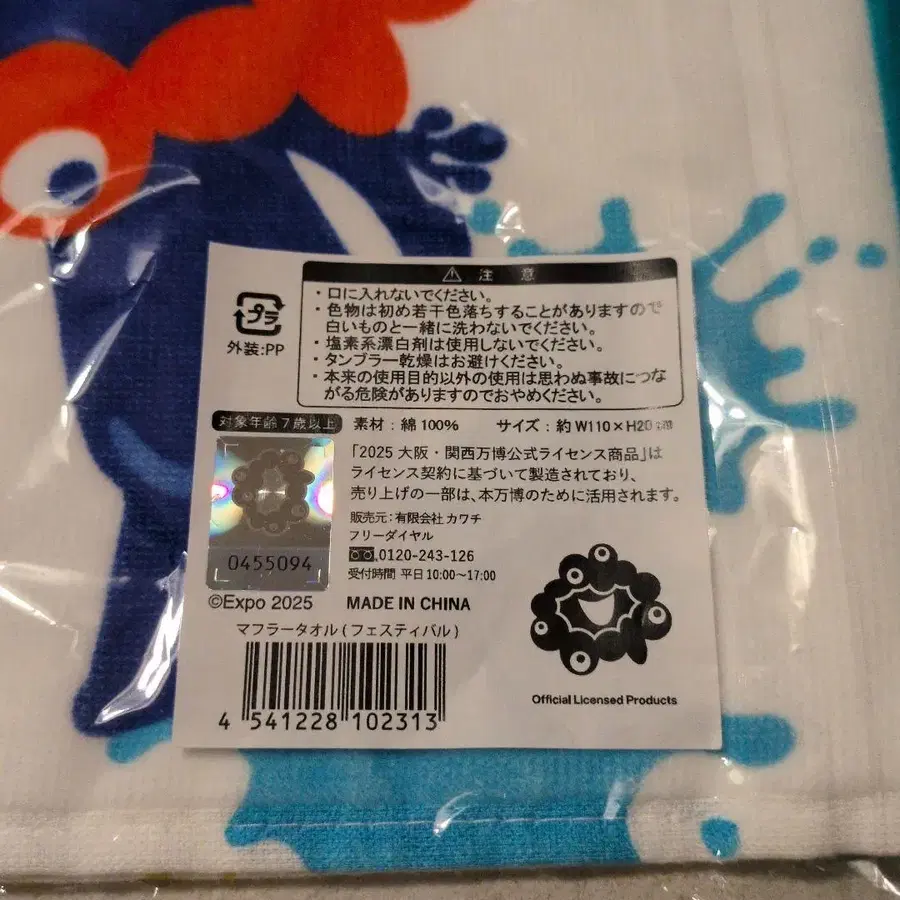 ⚠ 注意
・口に入れないでください。
・色物は初め若干色落ちすることがありますので
白いものと一緒に洗わないでください。
・塩素系漂白剤は使用しないでください。
・タンブラー乾燥はお避けください。
・本来の使用目的以外の使用は思わぬ事故につな
がる危険がありますのでおやめください。
プラ
外装:PP
対象年齢7歳以上
素材:綿100% サイズ:約W110×H20cm
「2025 大阪・関西万博公式ライセンス商品」は
ライセンス契約に基づいて製造されており、
売り上げの一部は、本万博のために活用されます。
販売元:有限会社カワチ
フリーダイヤル
0120-243-126
受付時間 平日10:00~17:00
0455094
©Expo 2025 MADE IN CHINA
マフラータオル(フェスティバル)
4 541228 102313
Official Licensed Products